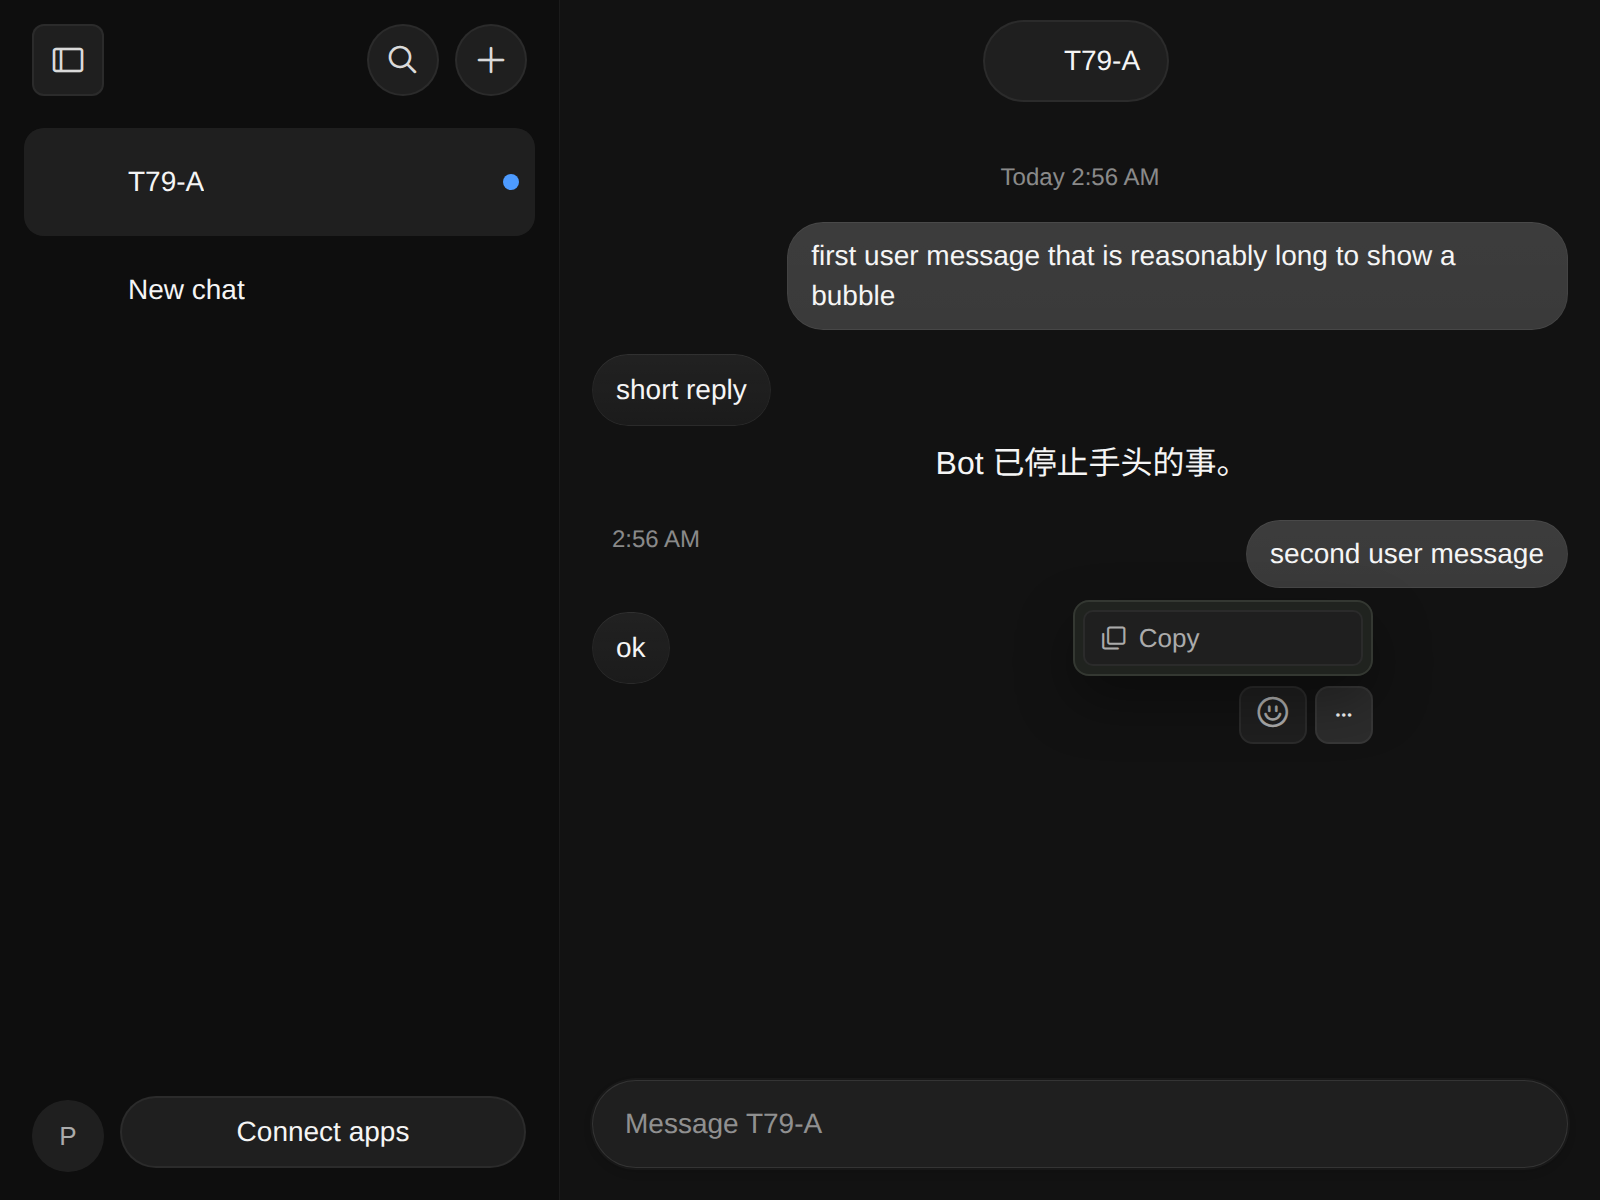 T79-A
New chat
P
Connect apps
T79-A
Today 2:56 AM
first user message that is reasonably long to show a
bubble
short reply
Bot 已停止手头的事。
2:56 AM
second user message
ok
Copy
Message T79-A